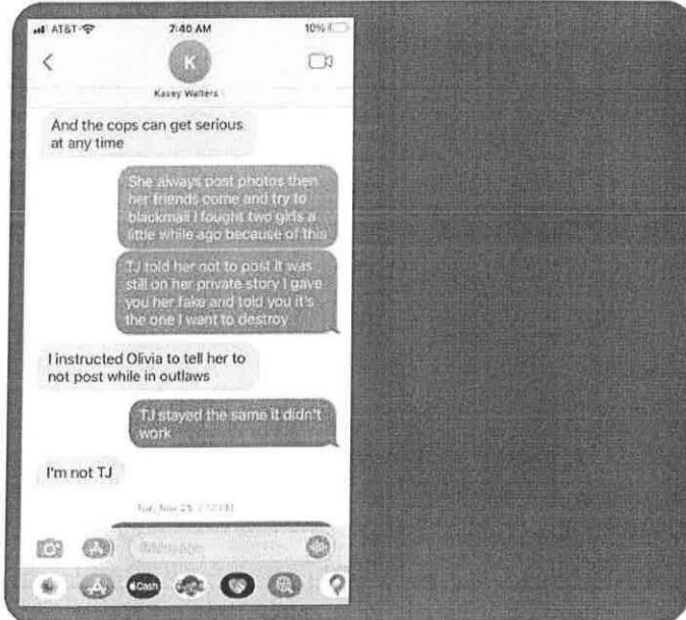 AT&T
7:40 AM
10%
K
Kasey Walters
And the cops can get serious
at any time
She always post photos then
her friends come and try to
blackmail I fought two girls a
little while ago because of this
TJ told her not to post it was
still on her private story I gave
you her fake and told you it's
the one I want to destroy
I instructed Olivia to tell her to
not post while in outlaws
TJ stayed the same it didn't
work
I'm not TJ
Tue, Nov 29,
iMessage
Cash